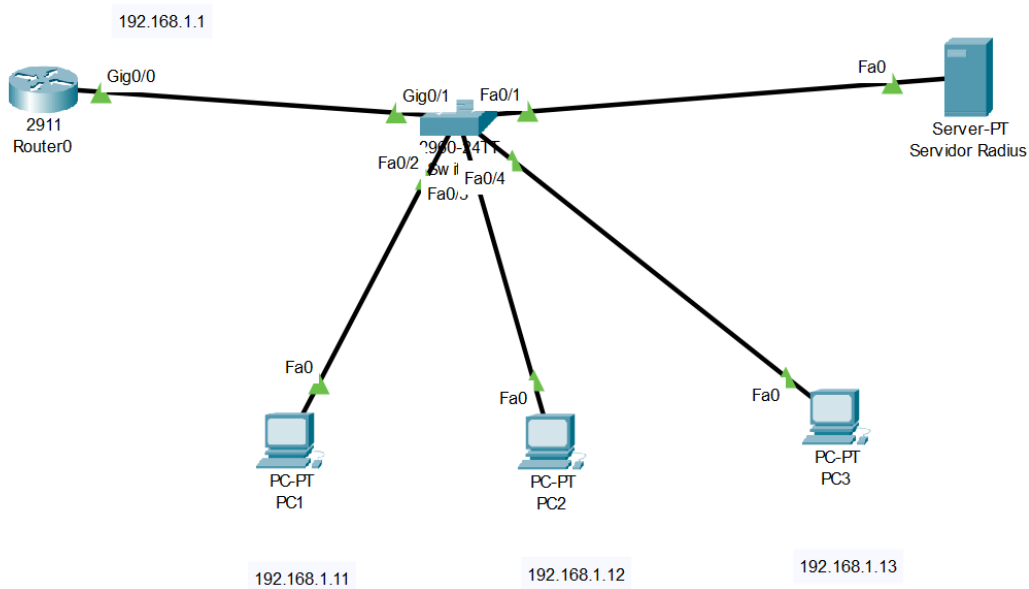 192.168.1.1
Gig0/0
2911
Router0
Gig0/1
Fa0/1
Fa0
Server-PT
Servidor Radius
2960-24TT
Fa0/2
Fa0/4
Fa0
PC-PT
PC1
Fa0
PC-PT
PC2
Fa0
PC-PT
PC3
192.168.1.11
192.168.1.12
192.168.1.13